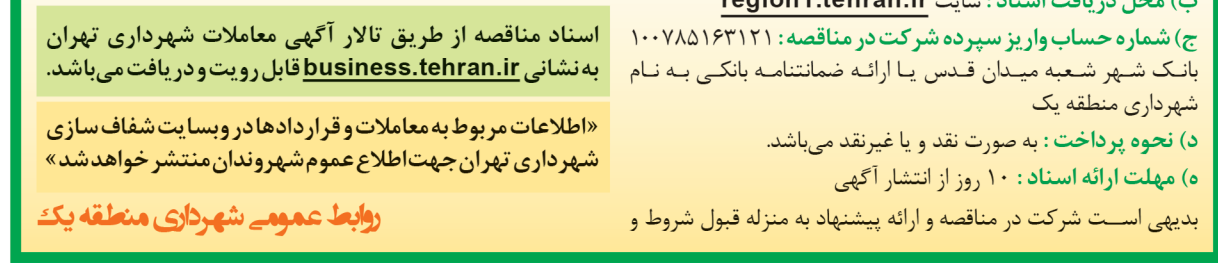 ب) محل دریافت اسناد : سایت region1.tehran.ir
ج) شماره حساب واریز سپرده شرکت در مناقصه : ۱۰۰۷۸۵۱۶۳۱۲۱
بانک شهر شعبه میدان قدس یا ارائه ضمانتنامه بانکی به نام
شهرداری منطقه یک
د) نحوه پرداخت : به صورت نقد و یا غیرنقد می‌باشد.
ه) مهلت ارائه اسناد : ۱۰ روز از انتشار آگهی
بدیهی است شرکت در مناقصه و ارائه پیشنهاد به منزله قبول شروط و
اسناد مناقصه از طریق تالار آگهی معاملات شهرداری تهران
به نشانی business.tehran.ir قابل رویت و دریافت می‌باشد.
«اطلاعات مربوط به معاملات و قراردادها در وبسایت شفاف سازی
شهرداری تهران جهت اطلاع عموم شهروندان منتشر خواهد شد»
روابط عمومی شهرداری منطقه یک